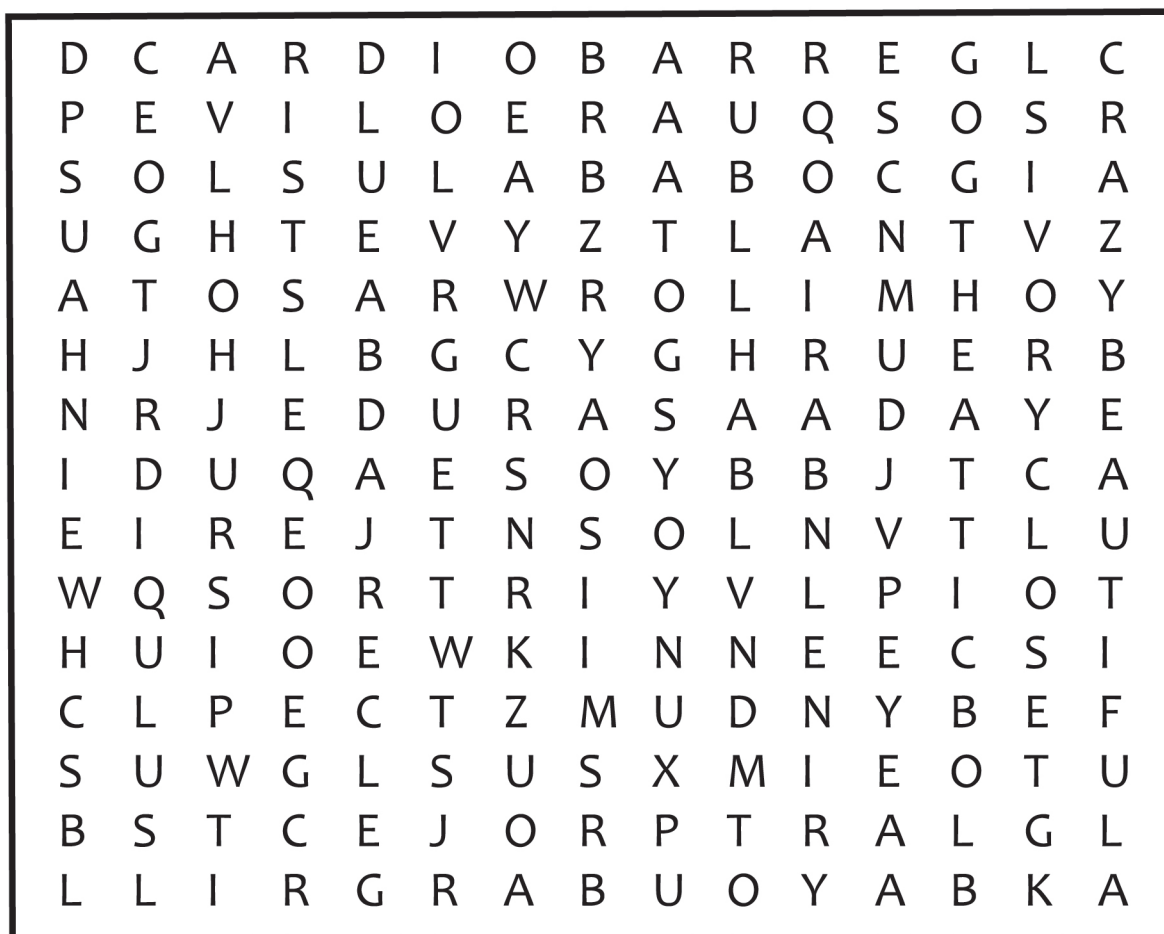 D C A R D I O B A R R E G L C
P E V I L O E R A U Q S O S R
S O L S U L A B A B O C G I A
U G H T E V Y Z T L A N T V Z
A T O S A R W R O L I M H O Y
H J H L B G C Y G H R U E R B
N R J E D U R A S A A D A Y E
I D U Q A E S O Y B B J T C A
E I R E J T N S O L N V T L U
W Q S O R T R I Y V L P I O T
H U I O E W K I N N E E C S I
C L P E C T Z M U D N Y B E F
S U W G L S U S X M I E O T U
B S T C E J O R P T R A L G L
L L I R G R A B U O Y A B K A